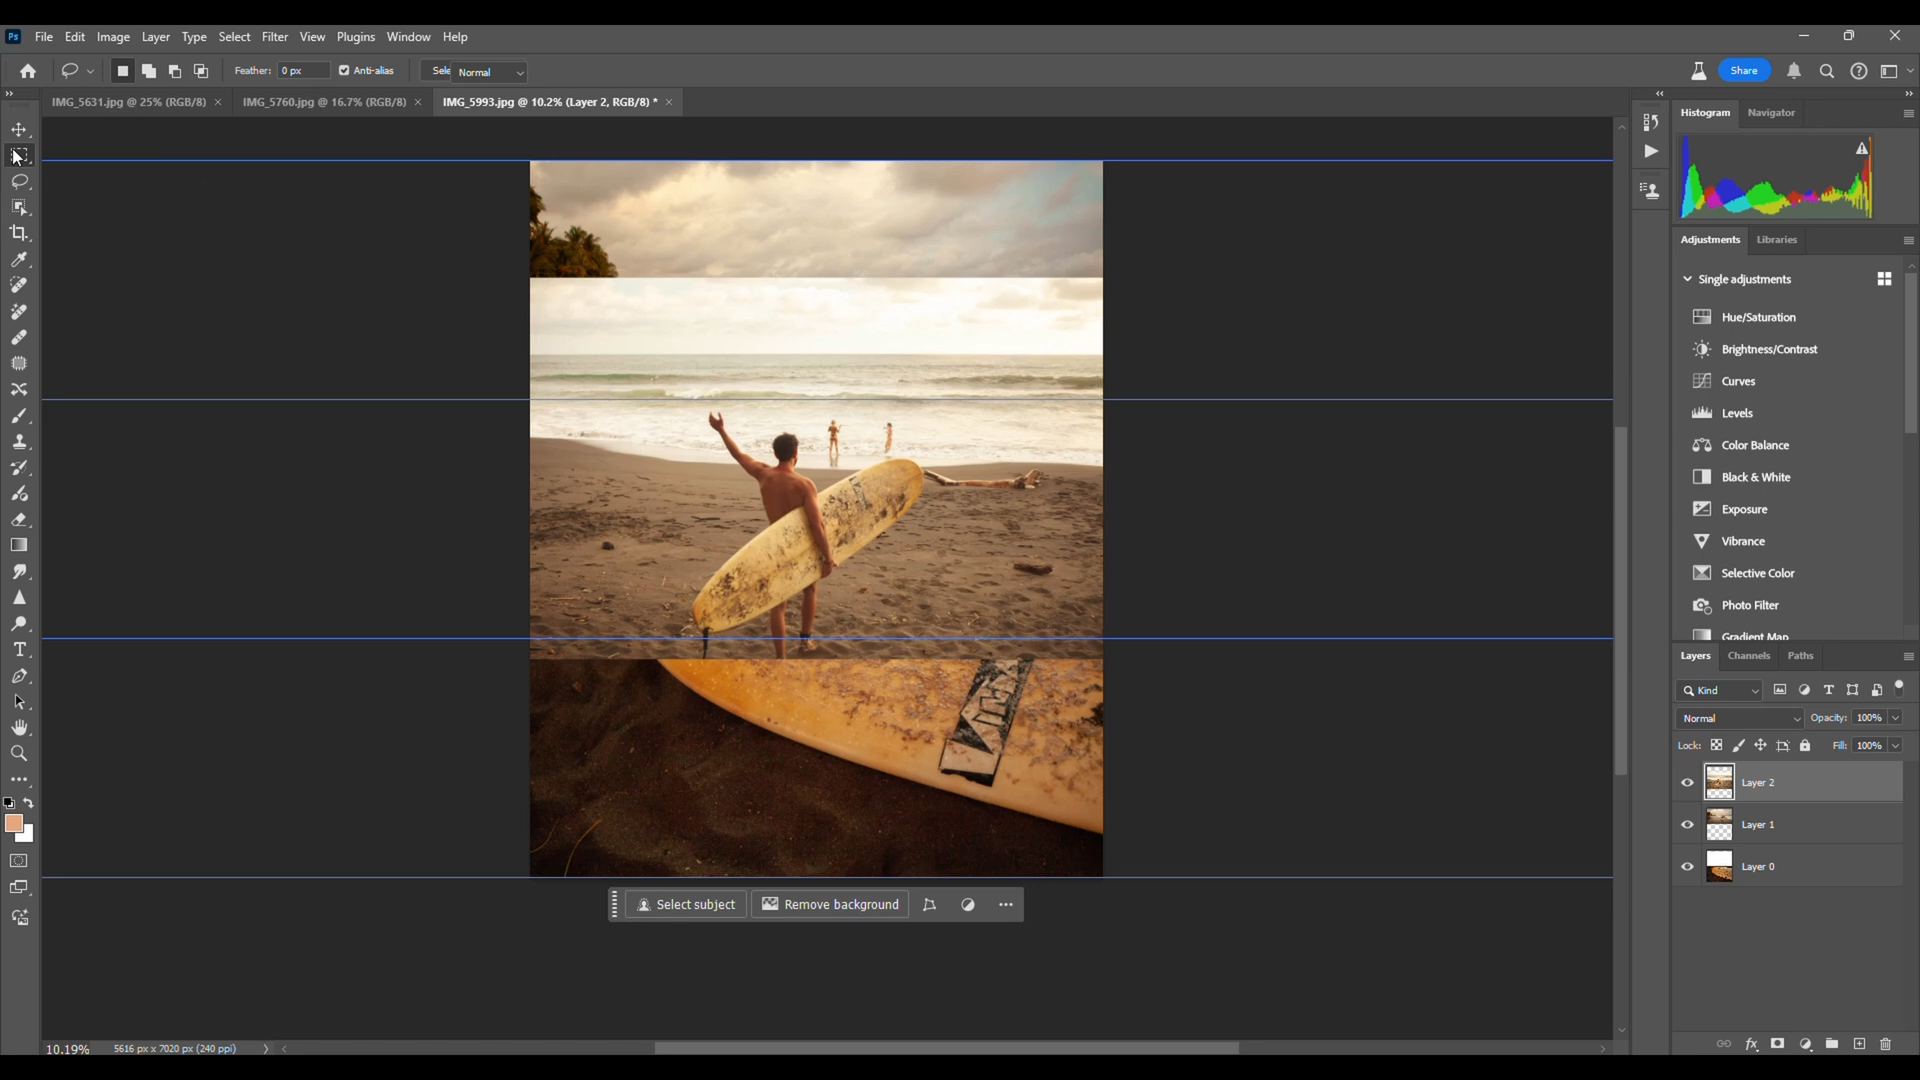 Ps File Edit Image Layer Type Select Filter View Plugins Window Help
Feather: 0 px Anti-alias Sele Normal Share
IMG_5631.jpg @ 25% (RGB/8) × IMG_5760.jpg @ 16.7% (RGB/8) × IMG_5993.jpg @ 10.2% (Layer 2, RGB/8) * ×
Histogram Navigator
Adjustments Libraries
Single adjustments
Hue/Saturation
Brightness/Contrast
Curves
Levels
Color Balance
Black & White
Exposure
Vibrance
Selective Color
Photo Filter
Gradient Map
Layers Channels Paths
Kind
Normal Opacity: 100%
Lock: Fill: 100%
Layer 2
Layer 1
Layer 0
Select subject Remove background
10.19% 5616 px x 7020 px (240 ppi)